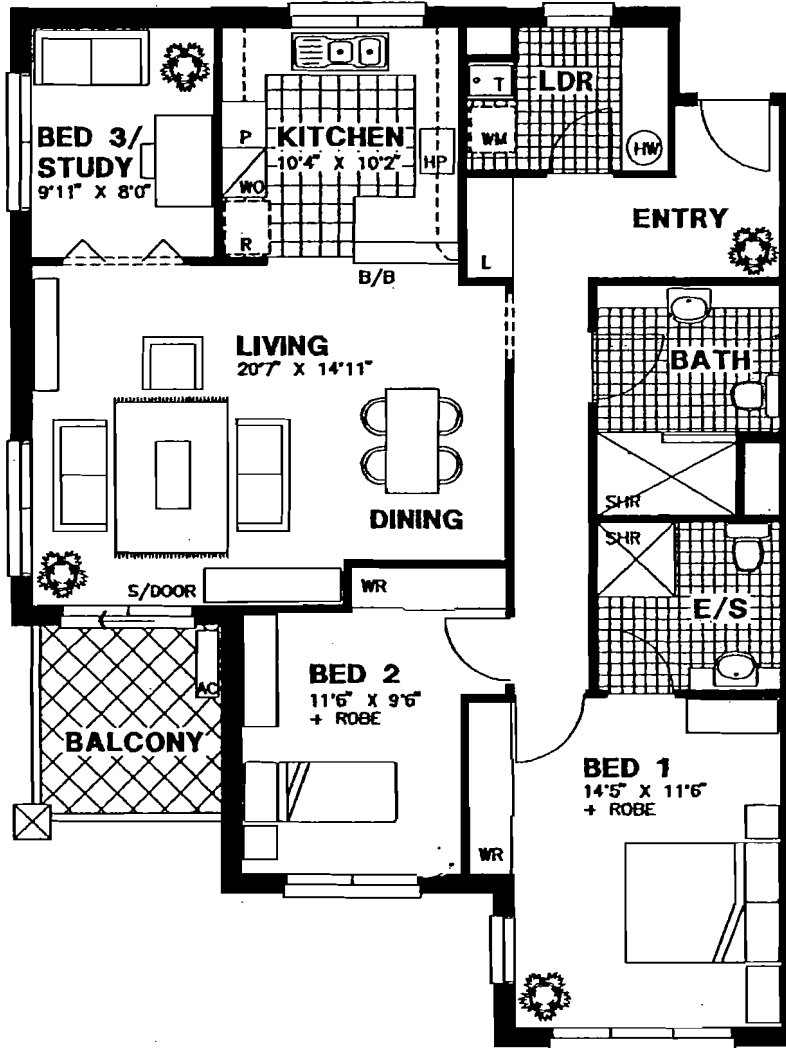 LDR
T
WM
HW
BED 3/
STUDY
9'11" X 8'0"
P
KITCHEN
10'4" X 10'2"
HP
WO
R
B/B
L
ENTRY
LIVING
20'7" X 14'11"
BATH
DINING
SHR
SHR
E/S
S/DOOR
WR
AC
BALCONY
BED 2
11'6" X 9'6"
+ ROBE
BED 1
14'5" X 11'6"
+ ROBE
WR